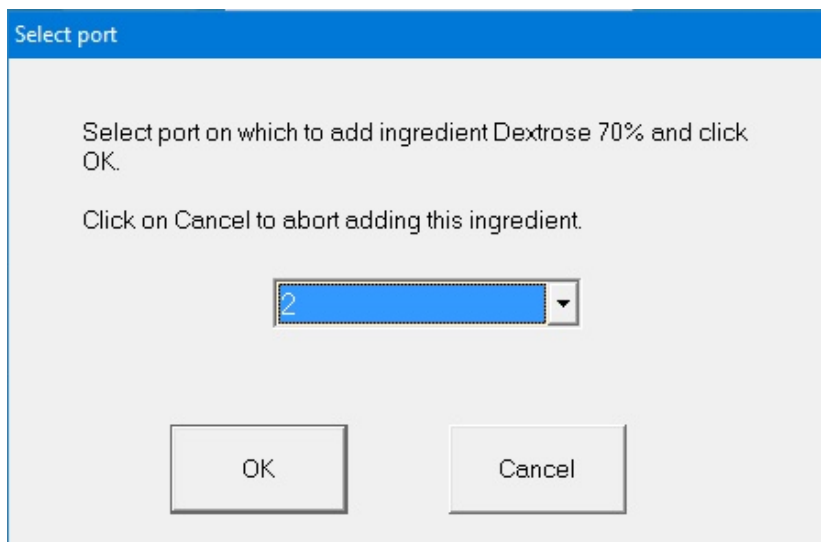 Select port
Select port on which to add ingredient Dextrose 70% and click
OK.
Click on Cancel to abort adding this ingredient.
2
OK
Cancel